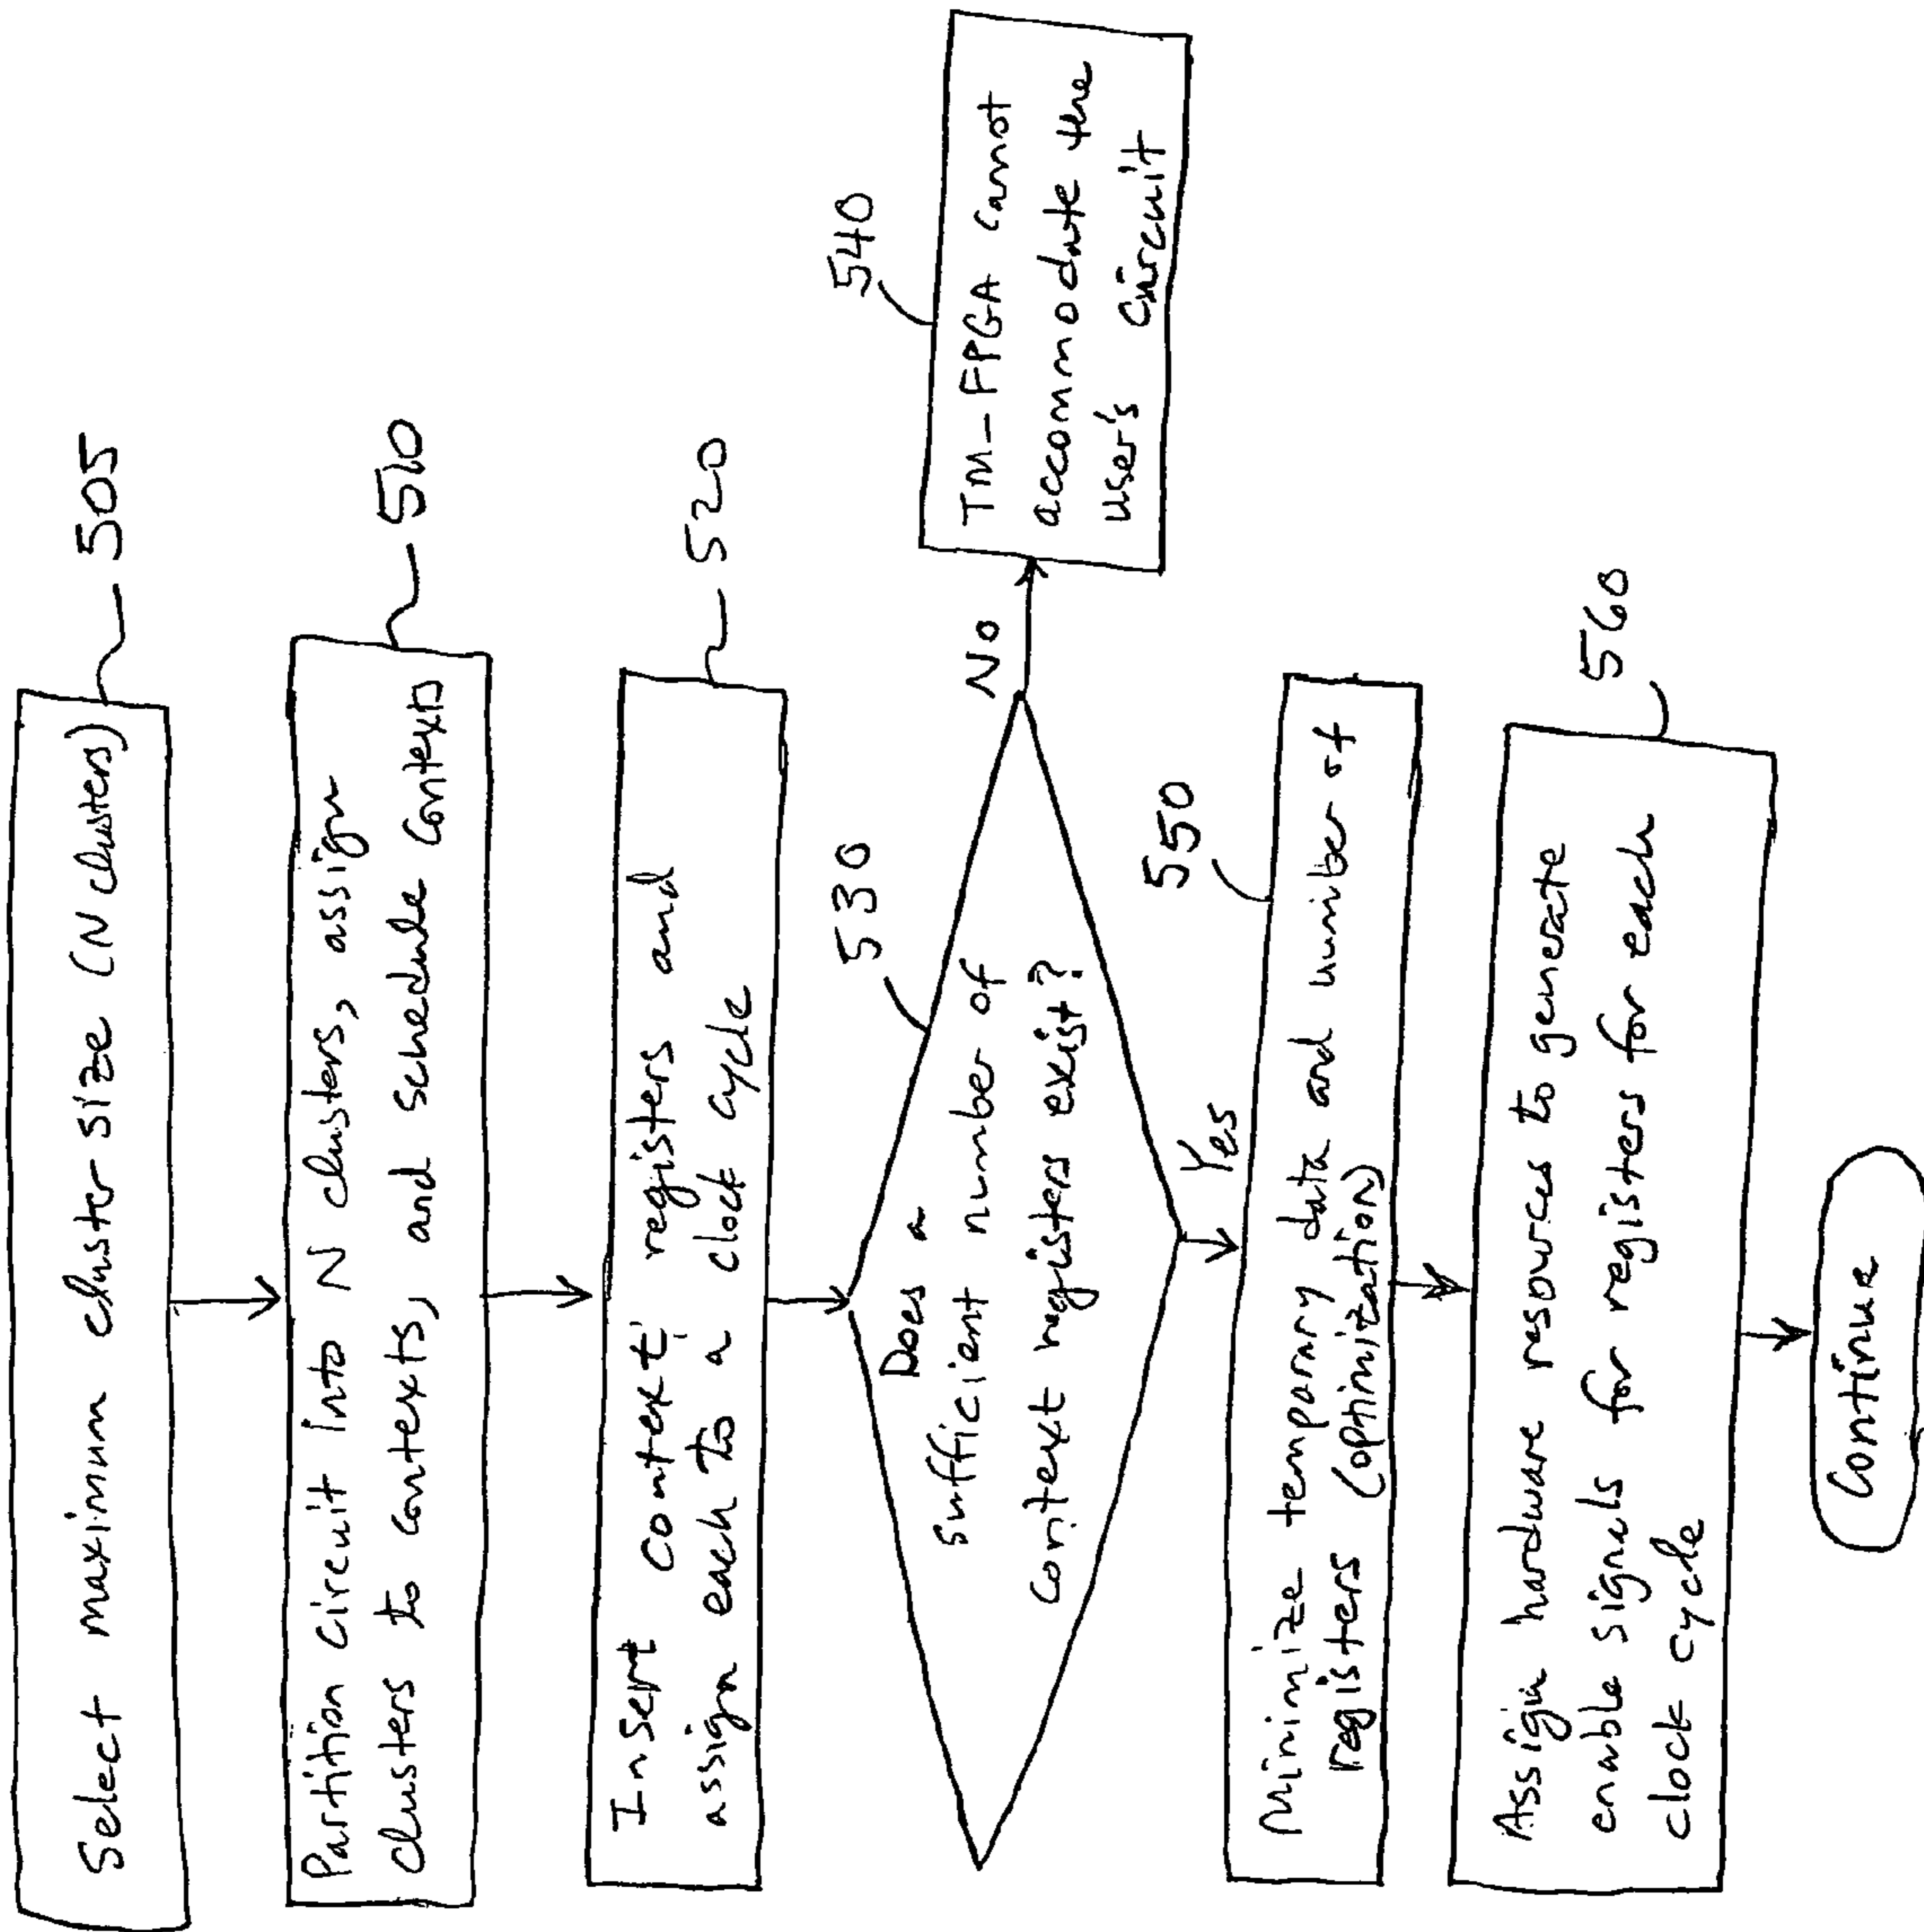 Select maximum cluster size (N clusters)
505
Partition Circuit Into N clusters, assign
clusters to contexts, and schedule contexts
510
Insert context registers and
assign each to a clock cycle
520
Does a
sufficient number of
context registers exist?
530
No
TM-FPGA cannot
accommodate the
user's circuit
540
Yes
Minimize temporary data and number of
registers (optimization)
550
Assign hardware resources to generate
enable signals for registers for each
clock cycle
560
Continue